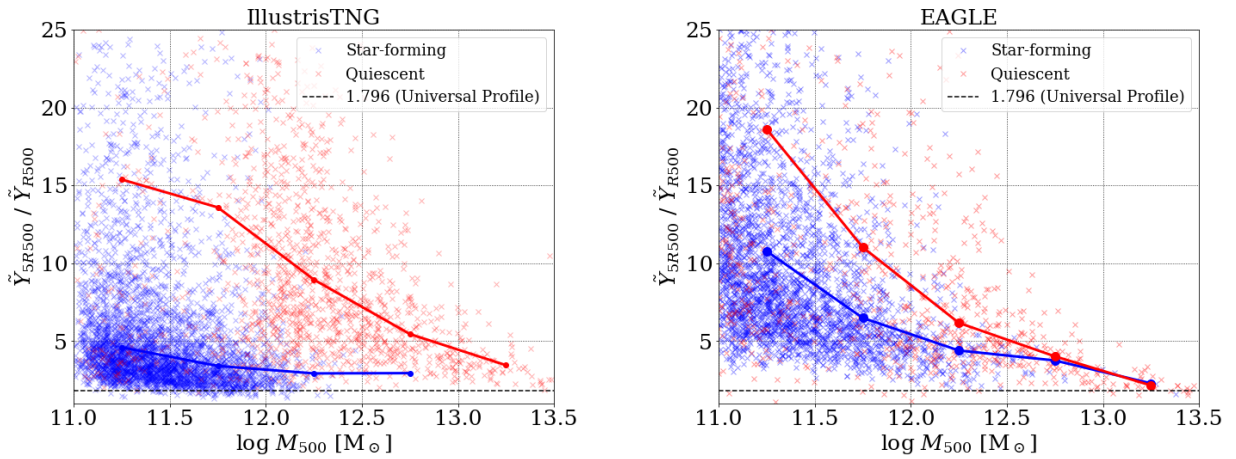 IllustrisTNG
25
20
15
10
5
Ỹ5R500 / ỸR500
Star-forming
Quiescent
1.796 (Universal Profile)
11.0 11.5 12.0 12.5 13.0 13.5
log M500 [M⊙]
EAGLE
25
20
15
10
5
Ỹ5R500 / ỸR500
Star-forming
Quiescent
1.796 (Universal Profile)
11.0 11.5 12.0 12.5 13.0 13.5
log M500 [M⊙]